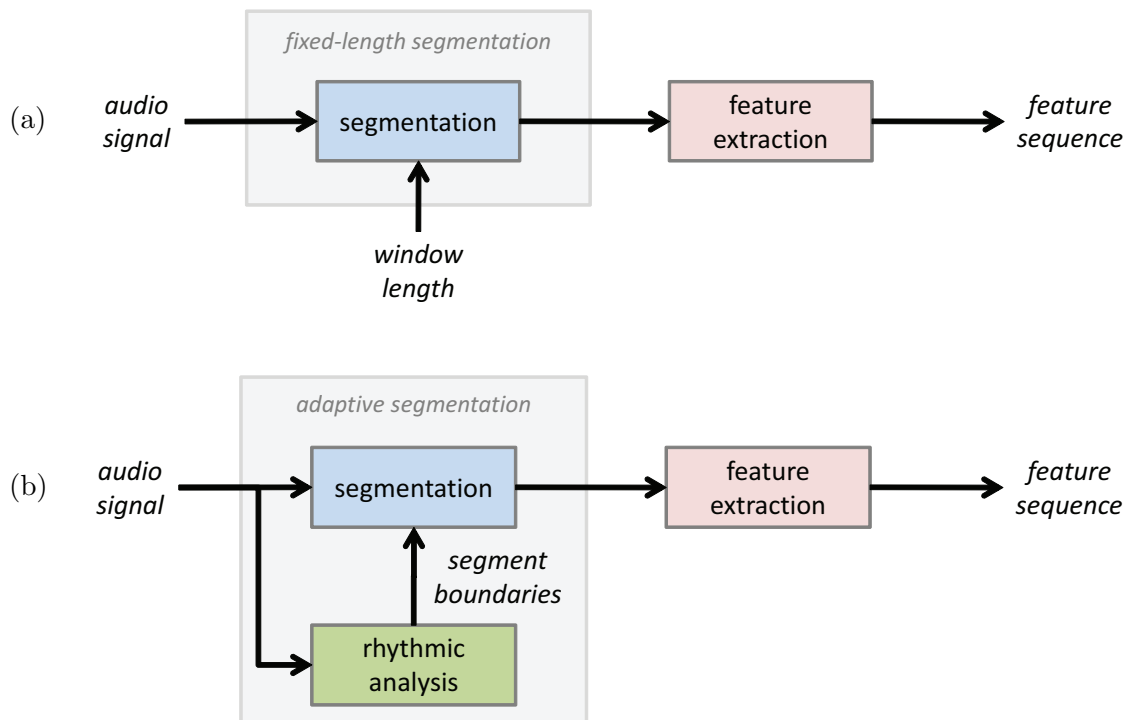 fixed-length segmentation
(a)
audio
signal
segmentation
feature
extraction
feature
sequence
window
length
adaptive segmentation
(b)
audio
signal
segmentation
feature
extraction
feature
sequence
segment
boundaries
rhythmic
analysis